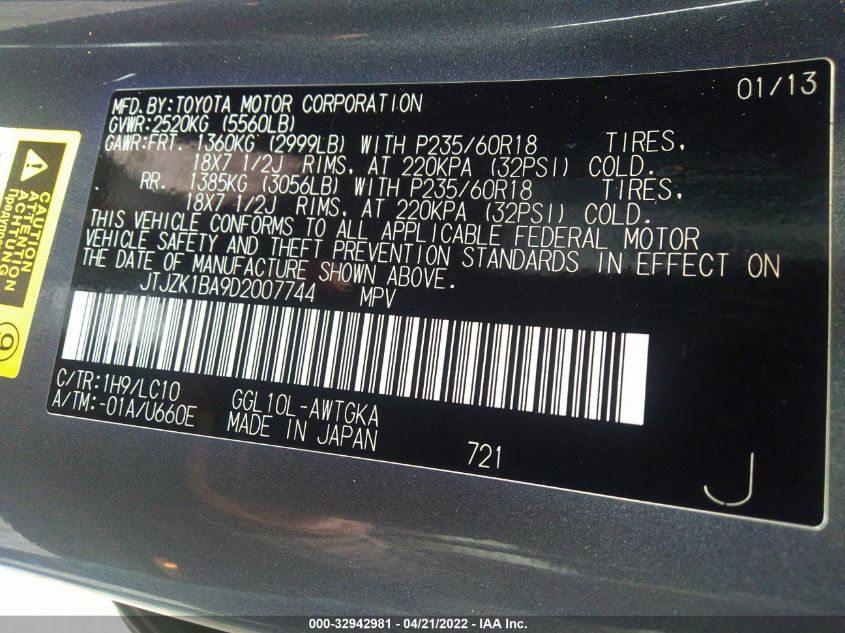 01/13
MFD.BY:TOYOTA MOTOR CORPORATION
GVWR:2520KG (5560LB)
GAWR:FRT. 1360KG (2999LB) WITH P235/60R18 TIRES,
18X7 1/2J RIMS, AT 220KPA (32PSI) COLD.
RR. 1385KG (3056LB) WITH P235/60R18 TIRES,
18X7 1/2J RIMS, AT 220KPA (32PSI) COLD.
THIS VEHICLE CONFORMS TO ALL APPLICABLE FEDERAL MOTOR
VEHICLE SAFETY AND THEFT PREVENTION STANDARDS IN EFFECT ON
THE DATE OF MANUFACTURE SHOWN ABOVE.
JTJZK1BA9D2007744 MPV
C/TR:1H9/LC10
A/TM:-01A/U660E
GGL10L-AWTGKA
MADE IN JAPAN
721
J
CAUTION
ATTENTION
ACHTUNG
9
000-32942981 - 04/21/2022 - IAA Inc.